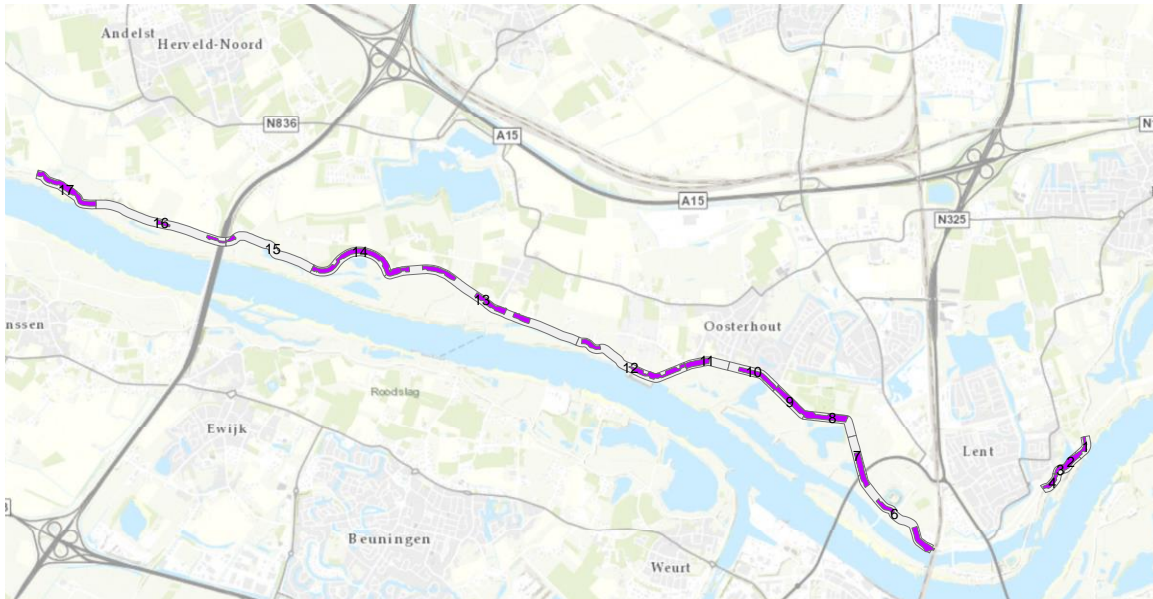 Andelst
Herveld-Noord
N836
A15
A15
N325
17
16
15
14
13
12
11
10
9
8
7
6
1
2
3
4
Oosterhout
Lent
nssen
Roodslag
Ewijk
Beuningen
Weurt